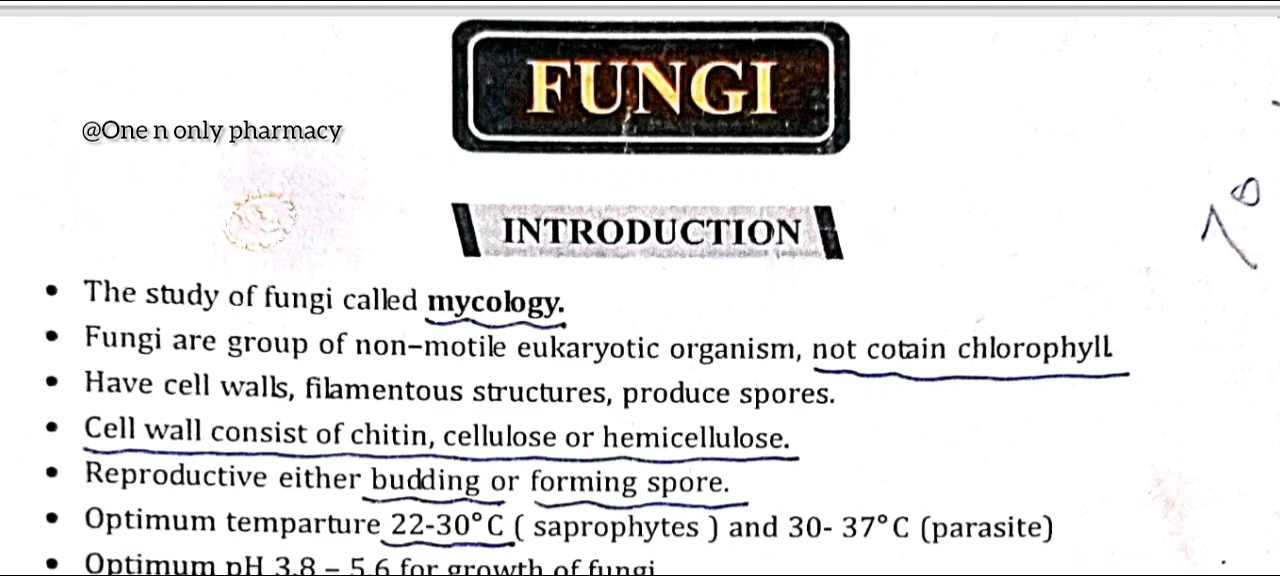 FUNGI
@One n only pharmacy
INTRODUCTION
• The study of fungi called mycology.
• Fungi are group of non-motile eukaryotic organism, not cotain chlorophyll
• Have cell walls, filamentous structures, produce spores.
• Cell wall consist of chitin, cellulose or hemicellulose.
• Reproductive either budding or forming spore.
• Optimum temparture 22-30°C ( saprophytes ) and 30- 37°C (parasite)
• Optimum pH 3.8 – 5.6 for growth of fungi